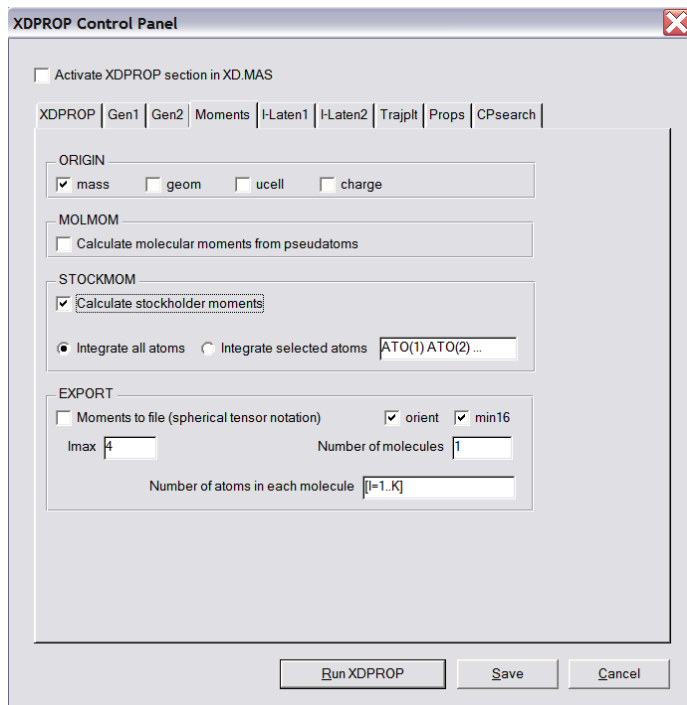 XDPROP Control Panel
Activate XDPROP section in XD.MAS
XDPROP Gen1 Gen2 Moments I-Laten1 I-Laten2 Trajplt Props CPsearch
ORIGIN
mass geom ucell charge
MOLMOM
Calculate molecular moments from pseudatoms
STOCKMOM
Calculate stockholder moments
Integrate all atoms Integrate selected atoms ATO(1) ATO(2) ...
EXPORT
Moments to file (spherical tensor notation) orient min16
lmax 4 Number of molecules 1
Number of atoms in each molecule [I=1..K]
Run XDPROP Save Cancel